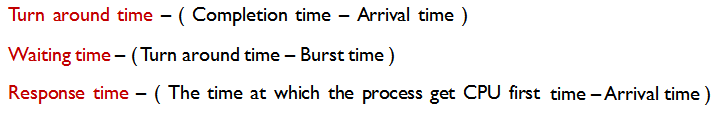 Turn around time – ( Completion time – Arrival time )
Waiting time – ( Turn around time – Burst time )
Response time – ( The time at which the process get CPU first time – Arrival time )